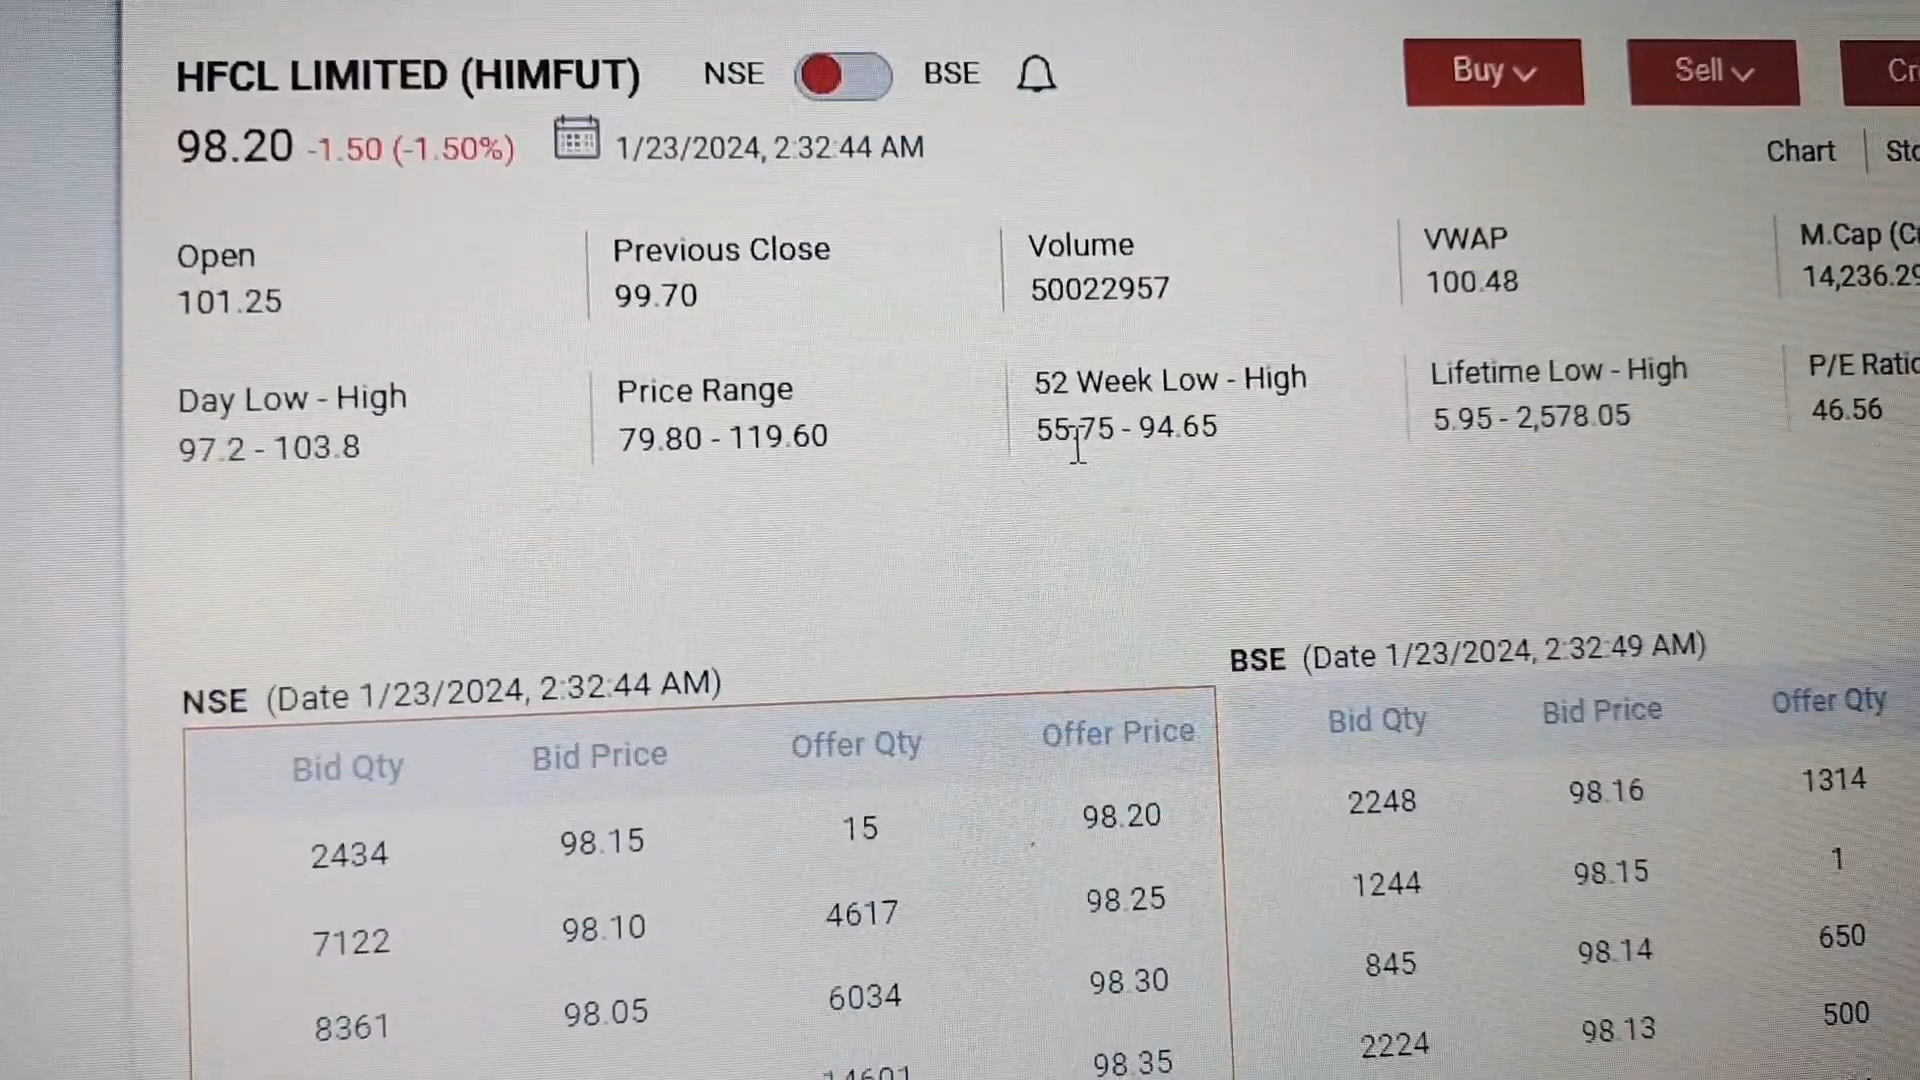 HFCL LIMITED (HIMFUT) NSE BSE Buy Sell
98.20 -1.50 (-1.50%) 1/23/2024, 2:32:44 AM Chart
Open Previous Close Volume VWAP M.Cap
101.25 99.70 50022957 100.48 14,236.29
Day Low - High Price Range 52 Week Low - High Lifetime Low - High P/E Ratio
97.2 - 103.8 79.80 - 119.60 55.75 - 94.65 5.95 - 2,578.05 46.56
NSE (Date 1/23/2024, 2:32:44 AM) BSE (Date 1/23/2024, 2:32:49 AM)
Bid Qty Bid Price Offer Qty Offer Price Bid Qty Bid Price Offer Qty
2434 98.15 15 98.20 2248 98.16 1314
7122 98.10 4617 98.25 1244 98.15 1
8361 98.05 6034 98.30 845 98.14 650
98.35 2224 98.13 500